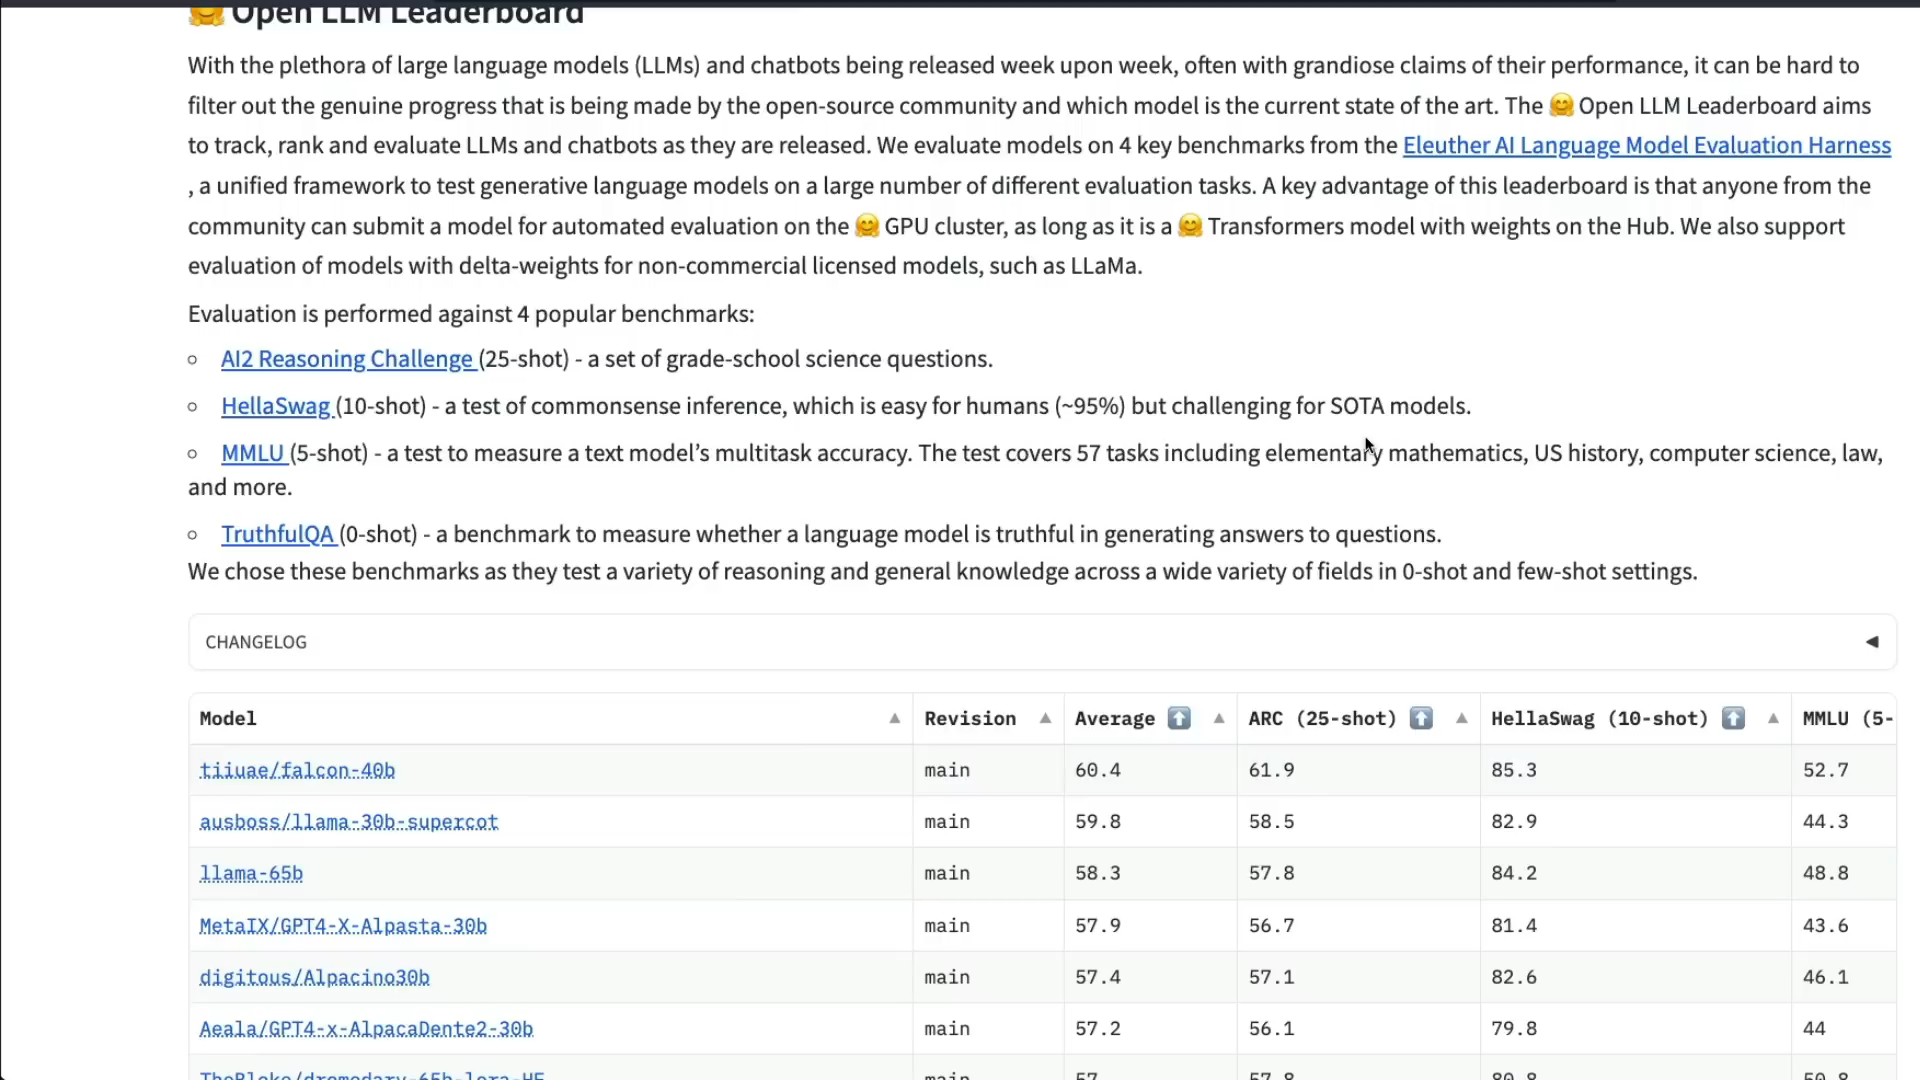 🤗 Open LLM Leaderboard
With the plethora of large language models (LLMs) and chatbots being released week upon week, often with grandiose claims of their performance, it can be hard to
filter out the genuine progress that is being made by the open-source community and which model is the current state of the art. The 🤗 Open LLM Leaderboard aims
to track, rank and evaluate LLMs and chatbots as they are released. We evaluate models on 4 key benchmarks from the Eleuther AI Language Model Evaluation Harness
, a unified framework to test generative language models on a large number of different evaluation tasks. A key advantage of this leaderboard is that anyone from the
community can submit a model for automated evaluation on the 🤗 GPU cluster, as long as it is a 🤗 Transformers model with weights on the Hub. We also support
evaluation of models with delta-weights for non-commercial licensed models, such as LLaMa.
Evaluation is performed against 4 popular benchmarks:
AI2 Reasoning Challenge (25-shot) - a set of grade-school science questions.
HellaSwag (10-shot) - a test of commonsense inference, which is easy for humans (~95%) but challenging for SOTA models.
MMLU (5-shot) - a test to measure a text model’s multitask accuracy. The test covers 57 tasks including elementary mathematics, US history, computer science, law,
and more.
TruthfulQA (0-shot) - a benchmark to measure whether a language model is truthful in generating answers to questions.
We chose these benchmarks as they test a variety of reasoning and general knowledge across a wide variety of fields in 0-shot and few-shot settings.
CHANGELOG
Model Revision Average ⬆️ ARC (25-shot) ⬆️ HellaSwag (10-shot) ⬆️ MMLU (5-
tiiuae/falcon-40b main 60.4 61.9 85.3 52.7
ausboss/llama-30b-supercot main 59.8 58.5 82.9 44.3
llama-65b main 58.3 57.8 84.2 48.8
MetaIX/GPT4-X-Alpasta-30b main 57.9 56.7 81.4 43.6
digitous/Alpacino30b main 57.4 57.1 82.6 46.1
Aeala/GPT4-x-AlpacaDente2-30b main 57.2 56.1 79.8 44
TheBloke/dromedary-65b-lora-HF main 57 57.8 80.8 50.8